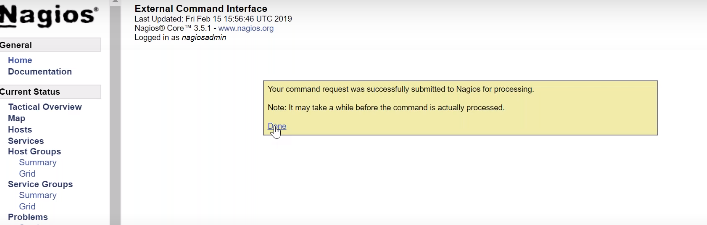 Nagios®
General
Home
Documentation
Current Status
Tactical Overview
Map
Hosts
Services
Host Groups
Summary
Grid
Service Groups
Summary
Grid
Problems
External Command Interface
Last Updated: Fri Feb 15 15:56:46 UTC 2019
Nagios® Core™ 3.5.1 - www.nagios.org
Logged in as nagiosadmin
Your command request was successfully submitted to Nagios for processing.
Note: It may take a while before the command is actually processed.
Done